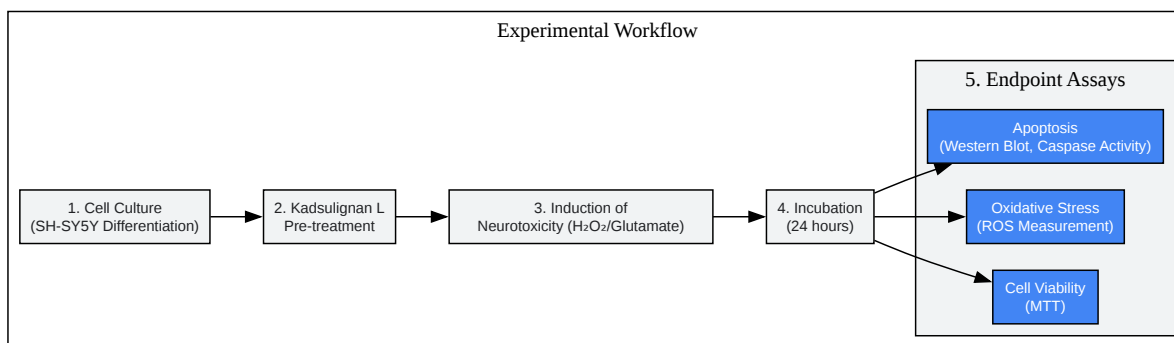 Experimental Workflow
1. Cell Culture
(SH-SY5Y Differentiation)
2. Kadsulignan L
Pre-treatment
3. Induction of
Neurotoxicity (H₂O₂/Glutamate)
4. Incubation
(24 hours)
5. Endpoint Assays
Apoptosis
(Western Blot, Caspase Activity)
Oxidative Stress
(ROS Measurement)
Cell Viability
(MTT)